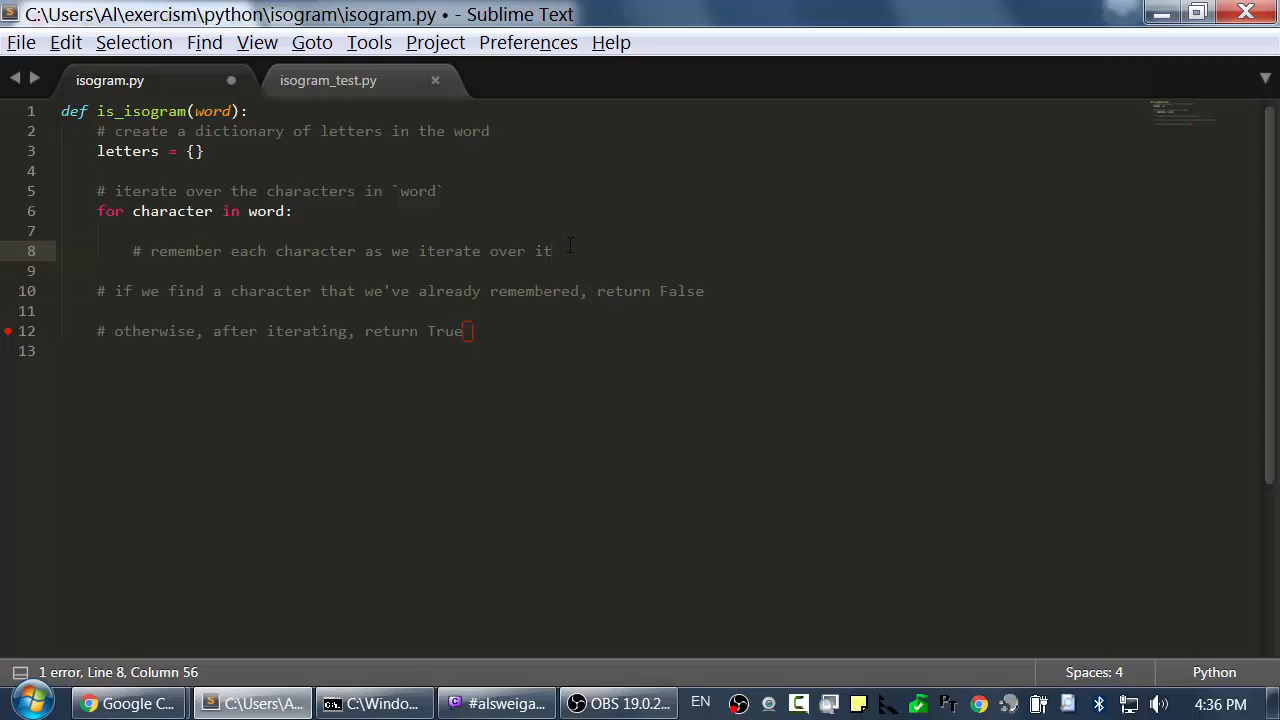 C:\Users\Al\exercism\python\isogram\isogram.py • - Sublime Text
File Edit Selection Find View Goto Tools Project Preferences Help
isogram.py isogram_test.py
1 def is_isogram(word):
2 # create a dictionary of letters in the word
3 letters = {}
4
5 # iterate over the characters in `word`
6 for character in word:
7
8 # remember each character as we iterate over it
9
10 # if we find a character that we've already remembered, return False
11
12 # otherwise, after iterating, return True
13
1 error, Line 8, Column 56 Spaces: 4 Python
Google C... C:\Users\A... C:\Windo... #alsweiga... OBS 19.0.2... EN 4:36 PM